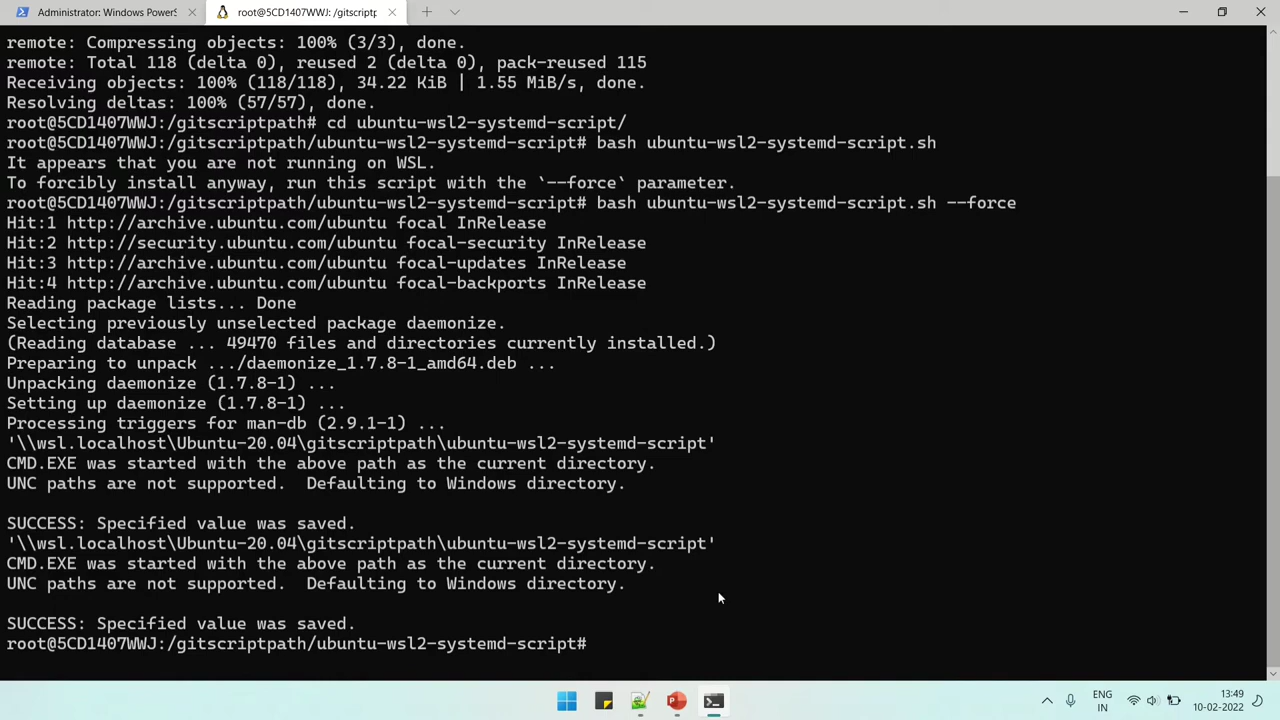 Administrator: Windows PowerS
root@5CD1407WWJ: /gitscriptp
remote: Compressing objects: 100% (3/3), done.
remote: Total 118 (delta 0), reused 2 (delta 0), pack-reused 115
Receiving objects: 100% (118/118), 34.22 KiB | 1.55 MiB/s, done.
Resolving deltas: 100% (57/57), done.
root@5CD1407WWJ:/gitscriptpath# cd ubuntu-wsl2-systemd-script/
root@5CD1407WWJ:/gitscriptpath/ubuntu-wsl2-systemd-script# bash ubuntu-wsl2-systemd-script.sh
It appears that you are not running on WSL.
To forcibly install anyway, run this script with the `--force` parameter.
root@5CD1407WWJ:/gitscriptpath/ubuntu-wsl2-systemd-script# bash ubuntu-wsl2-systemd-script.sh --force
Hit:1 http://archive.ubuntu.com/ubuntu focal InRelease
Hit:2 http://security.ubuntu.com/ubuntu focal-security InRelease
Hit:3 http://archive.ubuntu.com/ubuntu focal-updates InRelease
Hit:4 http://archive.ubuntu.com/ubuntu focal-backports InRelease
Reading package lists... Done
Selecting previously unselected package daemonize.
(Reading database ... 49470 files and directories currently installed.)
Preparing to unpack .../daemonize_1.7.8-1_amd64.deb ...
Unpacking daemonize (1.7.8-1) ...
Setting up daemonize (1.7.8-1) ...
Processing triggers for man-db (2.9.1-1) ...
'\\wsl.localhost\Ubuntu-20.04\gitscriptpath\ubuntu-wsl2-systemd-script'
CMD.EXE was started with the above path as the current directory.
UNC paths are not supported.  Defaulting to Windows directory.
SUCCESS: Specified value was saved.
'\\wsl.localhost\Ubuntu-20.04\gitscriptpath\ubuntu-wsl2-systemd-script'
CMD.EXE was started with the above path as the current directory.
UNC paths are not supported.  Defaulting to Windows directory.
SUCCESS: Specified value was saved.
root@5CD1407WWJ:/gitscriptpath/ubuntu-wsl2-systemd-script#
ENG
IN
13:49
10-02-2022